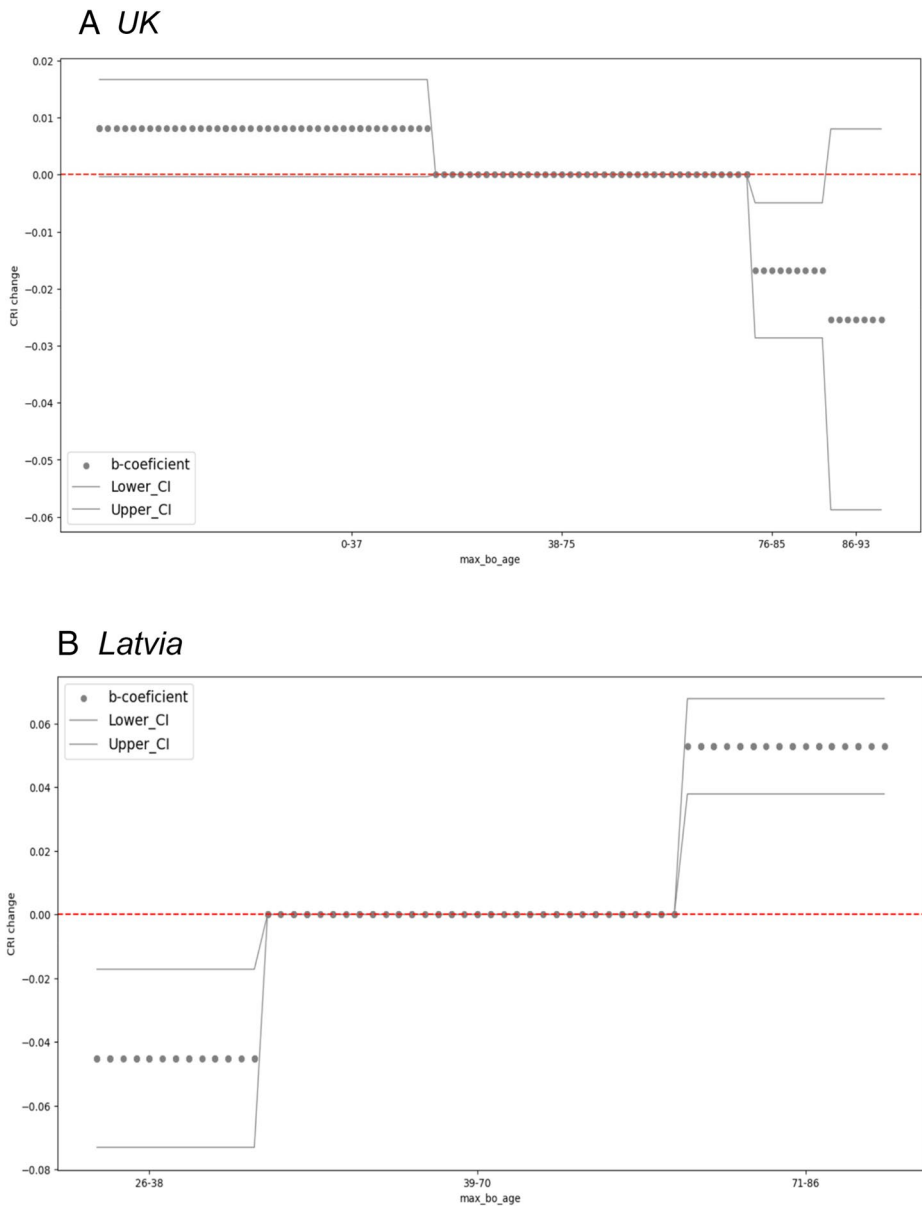 A UK
0.02
0.01
0.00
−0.01
−0.02
−0.03
−0.04
−0.05
−0.06
CRI change
b-coeficient
Lower_CI
Upper_CI
0-37 38-75 76-85 86-93
max_bo_age
B Latvia
b-coeficient
Lower_CI
Upper_CI
0.06
0.04
0.02
0.00
−0.02
−0.04
−0.06
−0.08
CRI change
26-38 39-70 71-86
max_bo_age